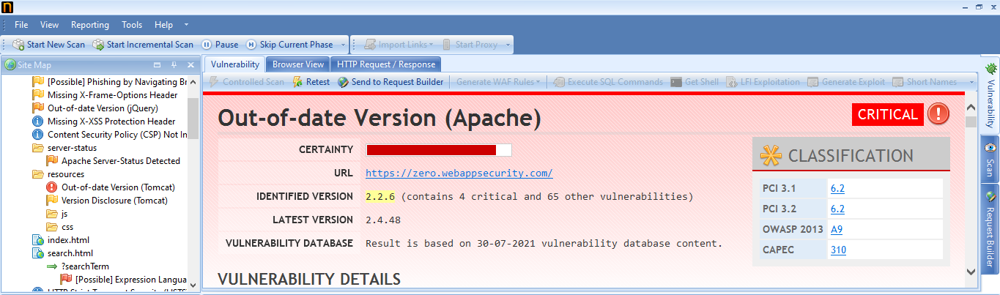 n
File View Reporting Tools Help
Start New Scan Start Incremental Scan Pause Skip Current Phase Import Links Start Proxy
Site Map
[Possible] Phishing by Navigating Br
Missing X-Frame-Options Header
Out-of-date Version (jQuery)
Missing X-XSS Protection Header
Content Security Policy (CSP) Not In
server-status
Apache Server-Status Detected
resources
Out-of-date Version (Tomcat)
Version Disclosure (Tomcat)
js
css
index.html
search.html
?searchTerm
[Possible] Expression Langua
Vulnerability Browser View HTTP Request / Response
Controlled Scan Retest Send to Request Builder Generate WAF Rules Execute SQL Commands Get Shell LFI Exploitation Generate Exploit Short Names
Out-of-date Version (Apache)
CRITICAL
CERTAINTY
URL https://zero.webappsecurity.com/
IDENTIFIED VERSION 2.2.6 (contains 4 critical and 65 other vulnerabilities)
LATEST VERSION 2.4.48
VULNERABILITY DATABASE Result is based on 30-07-2021 vulnerability database content.
VULNERABILITY DETAILS
CLASSIFICATION
PCI 3.1 6.2
PCI 3.2 6.2
OWASP 2013 A9
CAPEC 310
Vulnerability
Scan
Request Builder